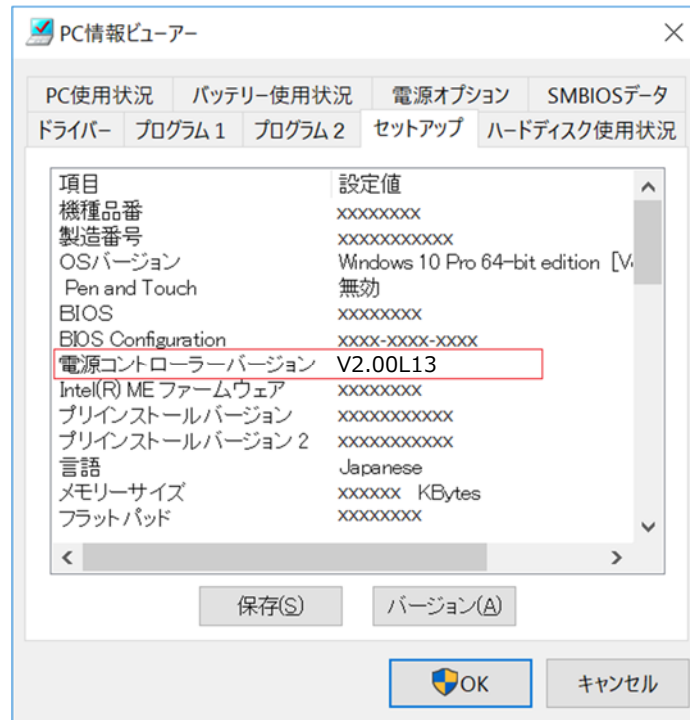 PC情報ビューアー
PC使用状況 バッテリー使用状況 電源オプション SMBIOSデータ
ドライバー プログラム 1 プログラム 2 セットアップ ハードディスク使用状況
項目 設定値
機種品番 xxxxxxxx
製造番号 xxxxxxxxxxx
OSバージョン Windows 10 Pro 64-bit edition [V
Pen and Touch 無効
BIOS xxxxxxxx
BIOS Configuration xxxx-xxxx-xxxx
電源コントローラーバージョン V2.00L13
Intel(R) ME ファームウェア xxxxxxxx
プリインストールバージョン xxxxxxxxxxx
プリインストールバージョン 2 xxxxxxxxxxx
言語 Japanese
メモリーサイズ xxxxxx KBytes
フラットパッド xxxxxxxx
保存(S) バージョン(A)
OK キャンセル